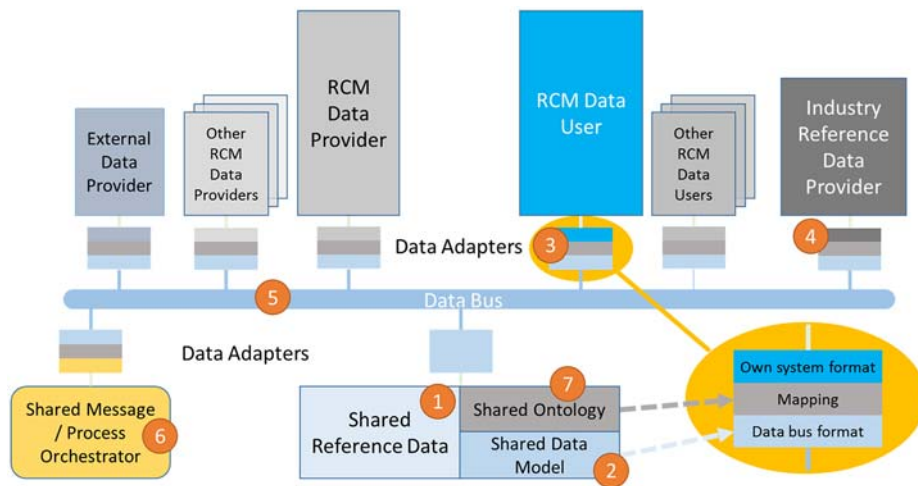 External
Data
Provider
Other
RCM
Data
Providers
RCM
Data
Provider
RCM Data
User
Other
RCM
Data
Users
Industry
Reference
Data
Provider
Data Adapters
3
4
5
Data Bus
Data Adapters
Shared Message
/ Process
Orchestrator
6
1
Shared
Reference Data
7
Shared Ontology
Shared Data
Model
2
Own system format
Mapping
Data bus format